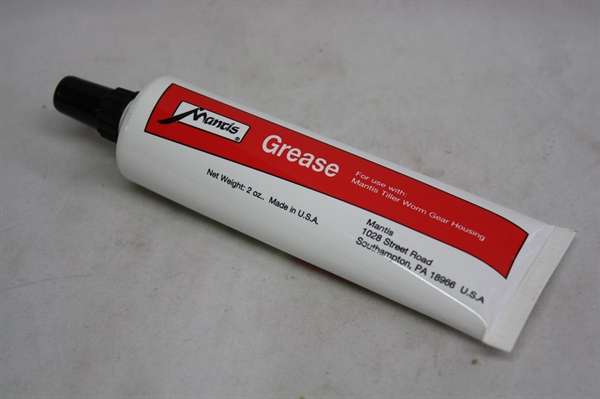 Mantis®
Grease
For use with:
Mantis Tiller Worm Gear Housing
Net Weight: 2 oz.. Made in U.S.A.
Mantis
1028 Street Road
Southampton, PA 18966 U.S.A